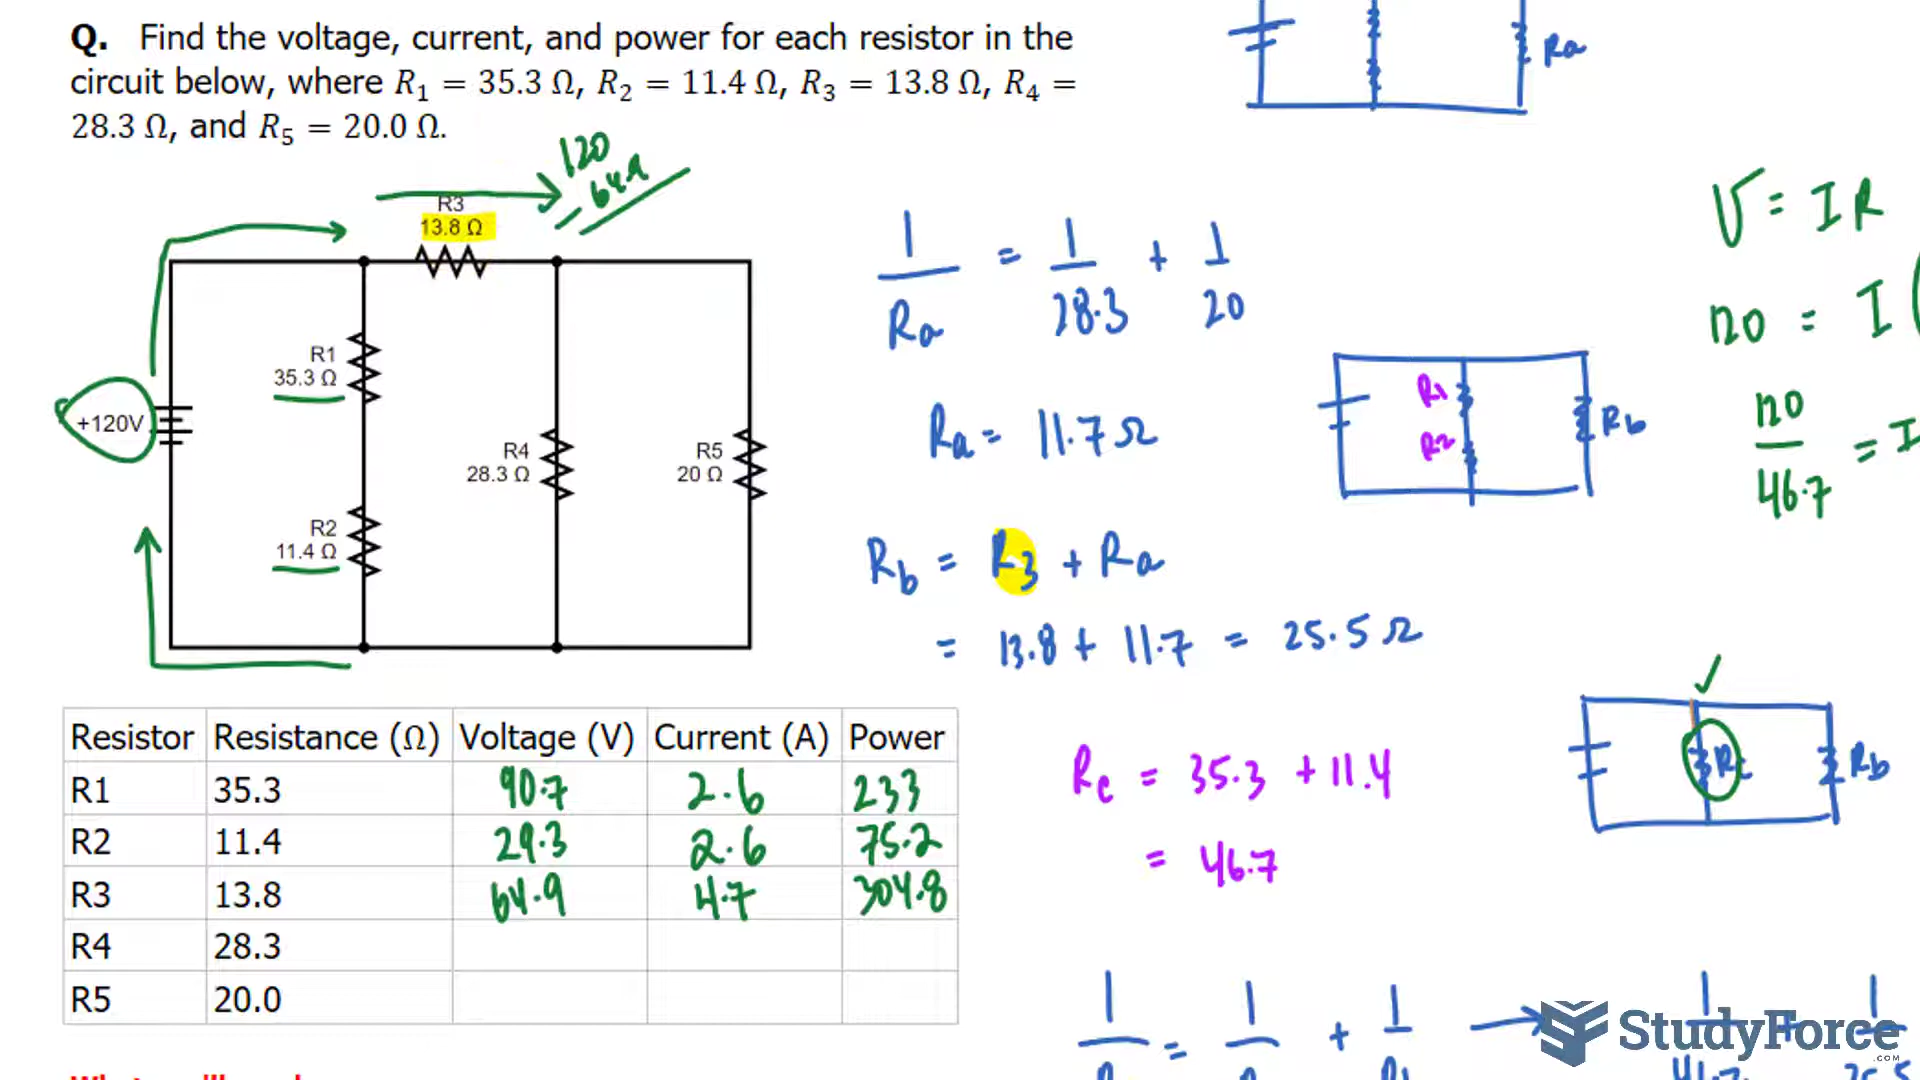 Q. Find the voltage, current, and power for each resistor in the
circuit below, where R₁ = 35.3 Ω, R₂ = 11.4 Ω, R₃ = 13.8 Ω, R₄ =
28.3 Ω, and R₅ = 20.0 Ω.
120
- 64.9
R3
13.8 Ω
R1
35.3 Ω
+120V
R4
28.3 Ω
R5
20 Ω
R2
11.4 Ω
Resistor Resistance (Ω) Voltage (V) Current (A) Power
R1 35.3 90.7 2.6 233
R2 11.4 29.3 2.6 75.2
R3 13.8 64.9 4.7 304.8
R4 28.3
R5 20.0
Ra
1/Ra = 1/28.3 + 1/20
Ra = 11.7 Ω
Rb = R3 + Ra
= 13.8 + 11.7 = 25.5 Ω
R1
R2
Rb
Rc = 35.3 + 11.4
= 46.7
Rc
Rb
V = IR
120 = I (
120/46.7 = I
StudyForce
.COM